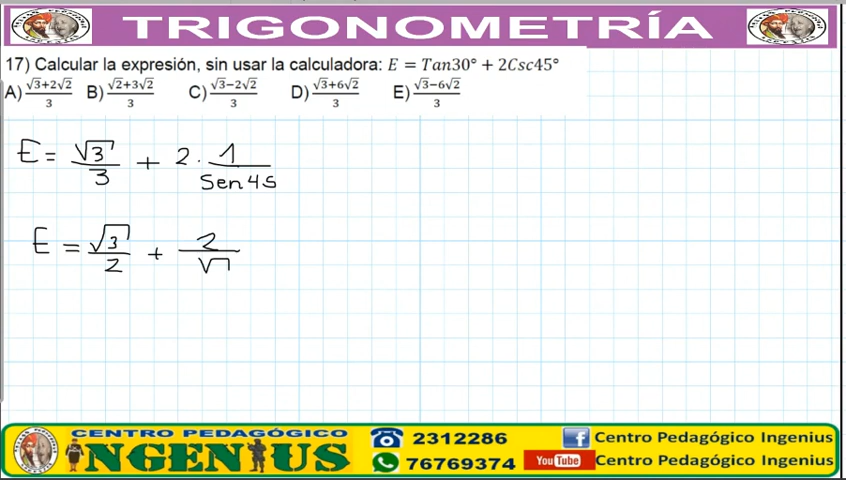 TRIGONOMETRÍA
17) Calcular la expresión, sin usar la calculadora: E = Tan30° + 2Csc45°
A) (√3+2√2)/3 B) (√2+3√2)/3 C) (√3−2√2)/3 D) (√3+6√2)/3 E) (√3−6√2)/3
E = √3/3 + 2 · 1/Sen45
E = √3/2 + 2/√
CENTRO PEDAGÓGICO
INGENIUS
2312286
76769374
f Centro Pedagógico Ingenius
YouTube Centro Pedagógico Ingenius